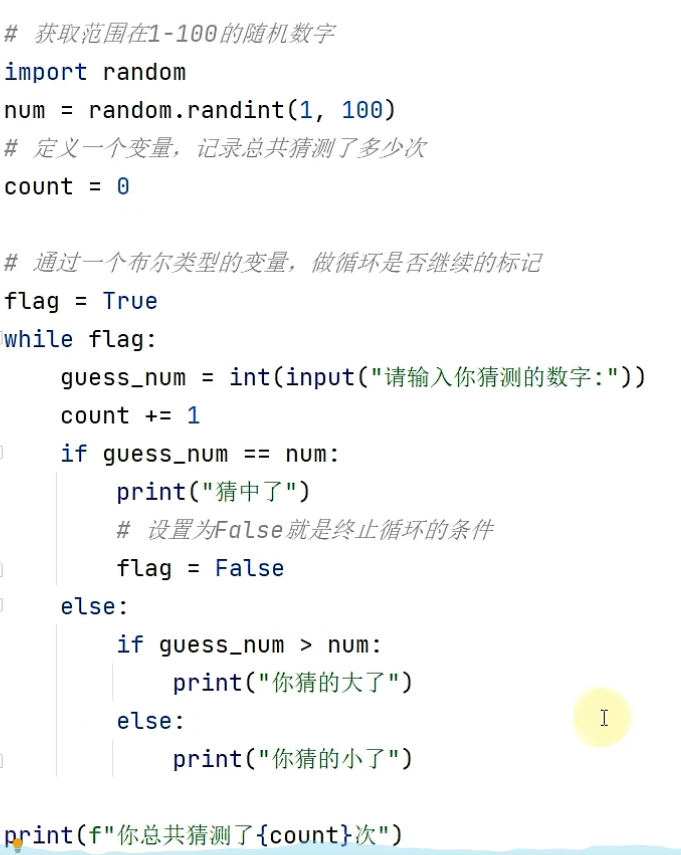 # 获取范围在1-100的随机数字
import random
num = random.randint(1, 100)
# 定义一个变量，记录总共猜测了多少次
count = 0
# 通过一个布尔类型的变量，做循环是否继续的标记
flag = True
while flag:
    guess_num = int(input("请输入你猜测的数字:"))
    count += 1
    if guess_num == num:
        print("猜中了")
        # 设置为False就是终止循环的条件
        flag = False
    else:
        if guess_num > num:
            print("你猜的大了")
        else:
            print("你猜的小了")
print(f"你总共猜测了{count}次")